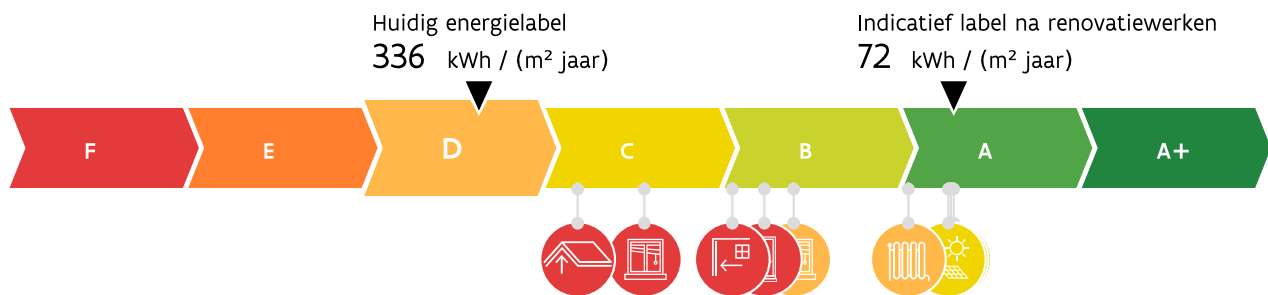 Huidig energielabel
336 kWh / (m² jaar)
Indicatief label na renovatiewerken
72 kWh / (m² jaar)
F E D C B A A+